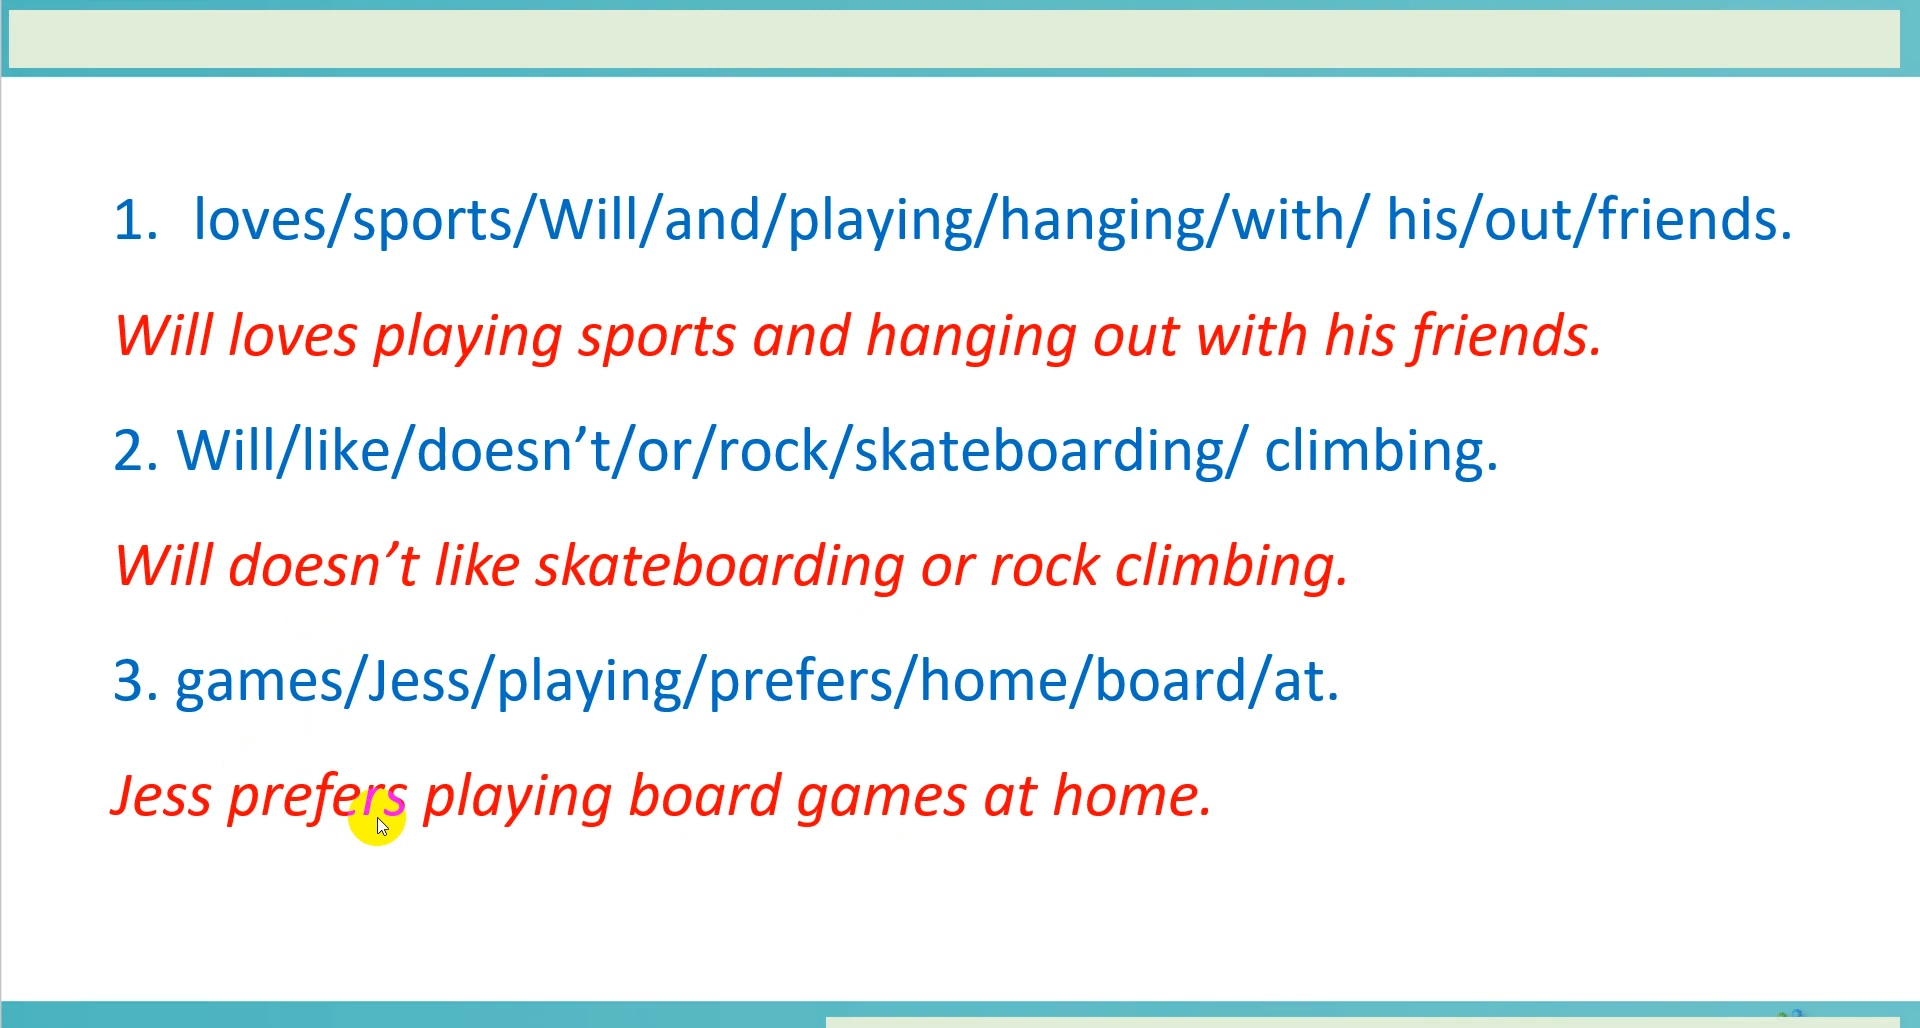 1. loves/sports/Will/and/playing/hanging/with/ his/out/friends.
Will loves playing sports and hanging out with his friends.
2. Will/like/doesn’t/or/rock/skateboarding/ climbing.
Will doesn’t like skateboarding or rock climbing.
3. games/Jess/playing/prefers/home/board/at.
Jess prefers playing board games at home.